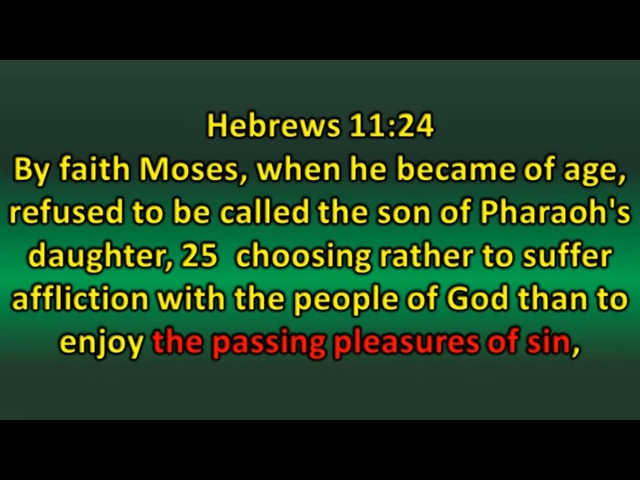 Hebrews 11:24
By faith Moses, when he became of age,
refused to be called the son of Pharaoh's
daughter, 25  choosing rather to suffer
affliction with the people of God than to
enjoy the passing pleasures of sin,